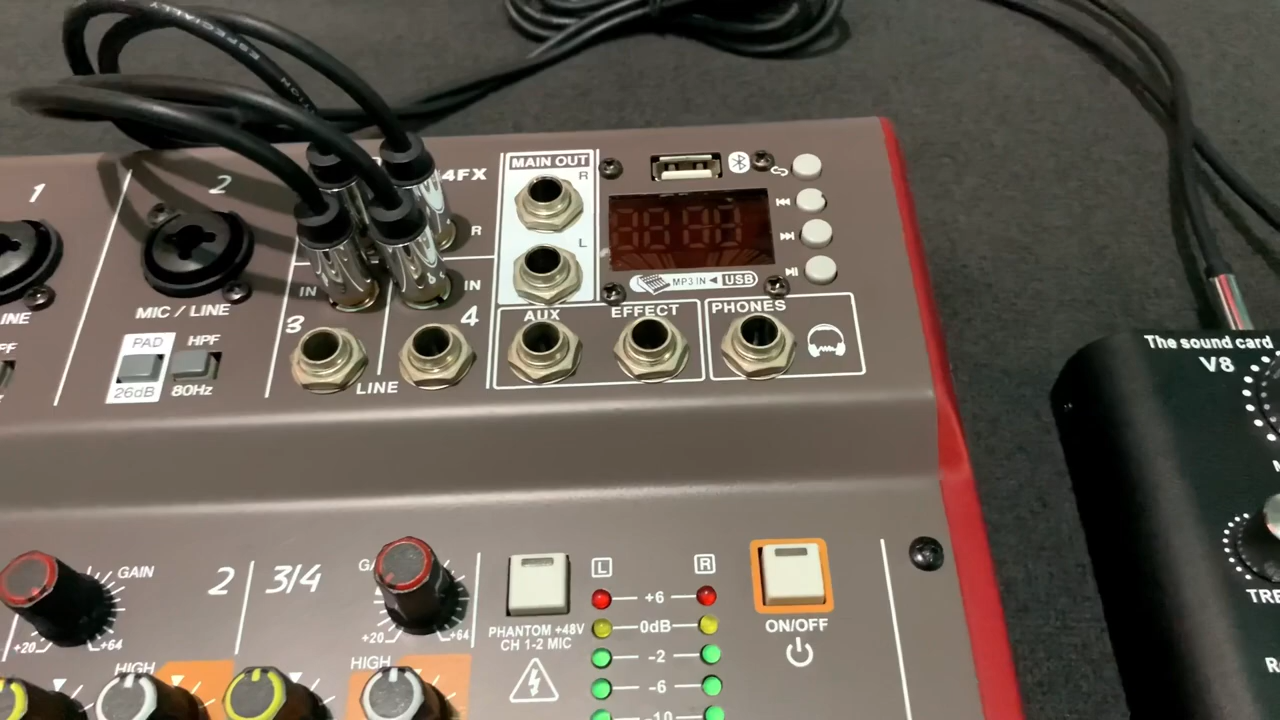 ESPECIALLY
4FX
MAIN OUT
R
L
1
2
R
IN
IN
MIC / LINE
MP3 IN ◄ USB
PAD
26dB
HPF
80Hz
3
4
LINE
AUX
EFFECT
PHONES
The sound card
V8
GAIN
+20
+64
2
3/4
+20
+64
PHANTOM +48V
CH 1-2 MIC
L
R
+6
0dB
-2
-6
-10
ON/OFF
HIGH
HIGH